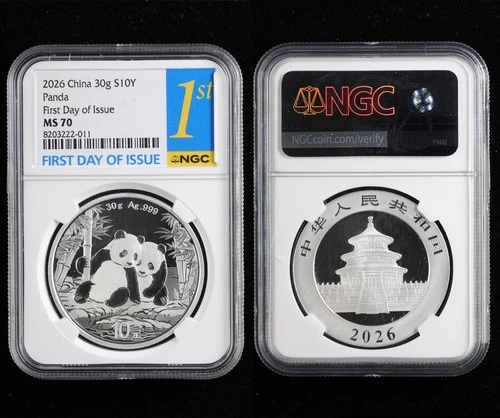 2026 China 30g S10Y
Panda
First Day of Issue
MS 70
8203222-011
FIRST DAY OF ISSUE
NGC
1st
30g Ag.999
10元
NGC
NGCcoin.com/verify
中华人民共和国
2026